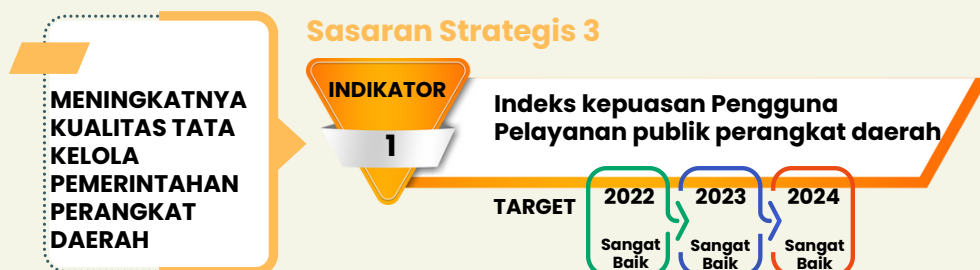 Sasaran Strategis 3
MENINGKATNYA
KUALITAS TATA
KELOLA
PEMERINTAHAN
PERANGKAT
DAERAH
INDIKATOR
1
Indeks kepuasan Pengguna
Pelayanan publik perangkat daerah
TARGET
2022
Sangat
Baik
2023
Sangat
Baik
2024
Sangat
Baik